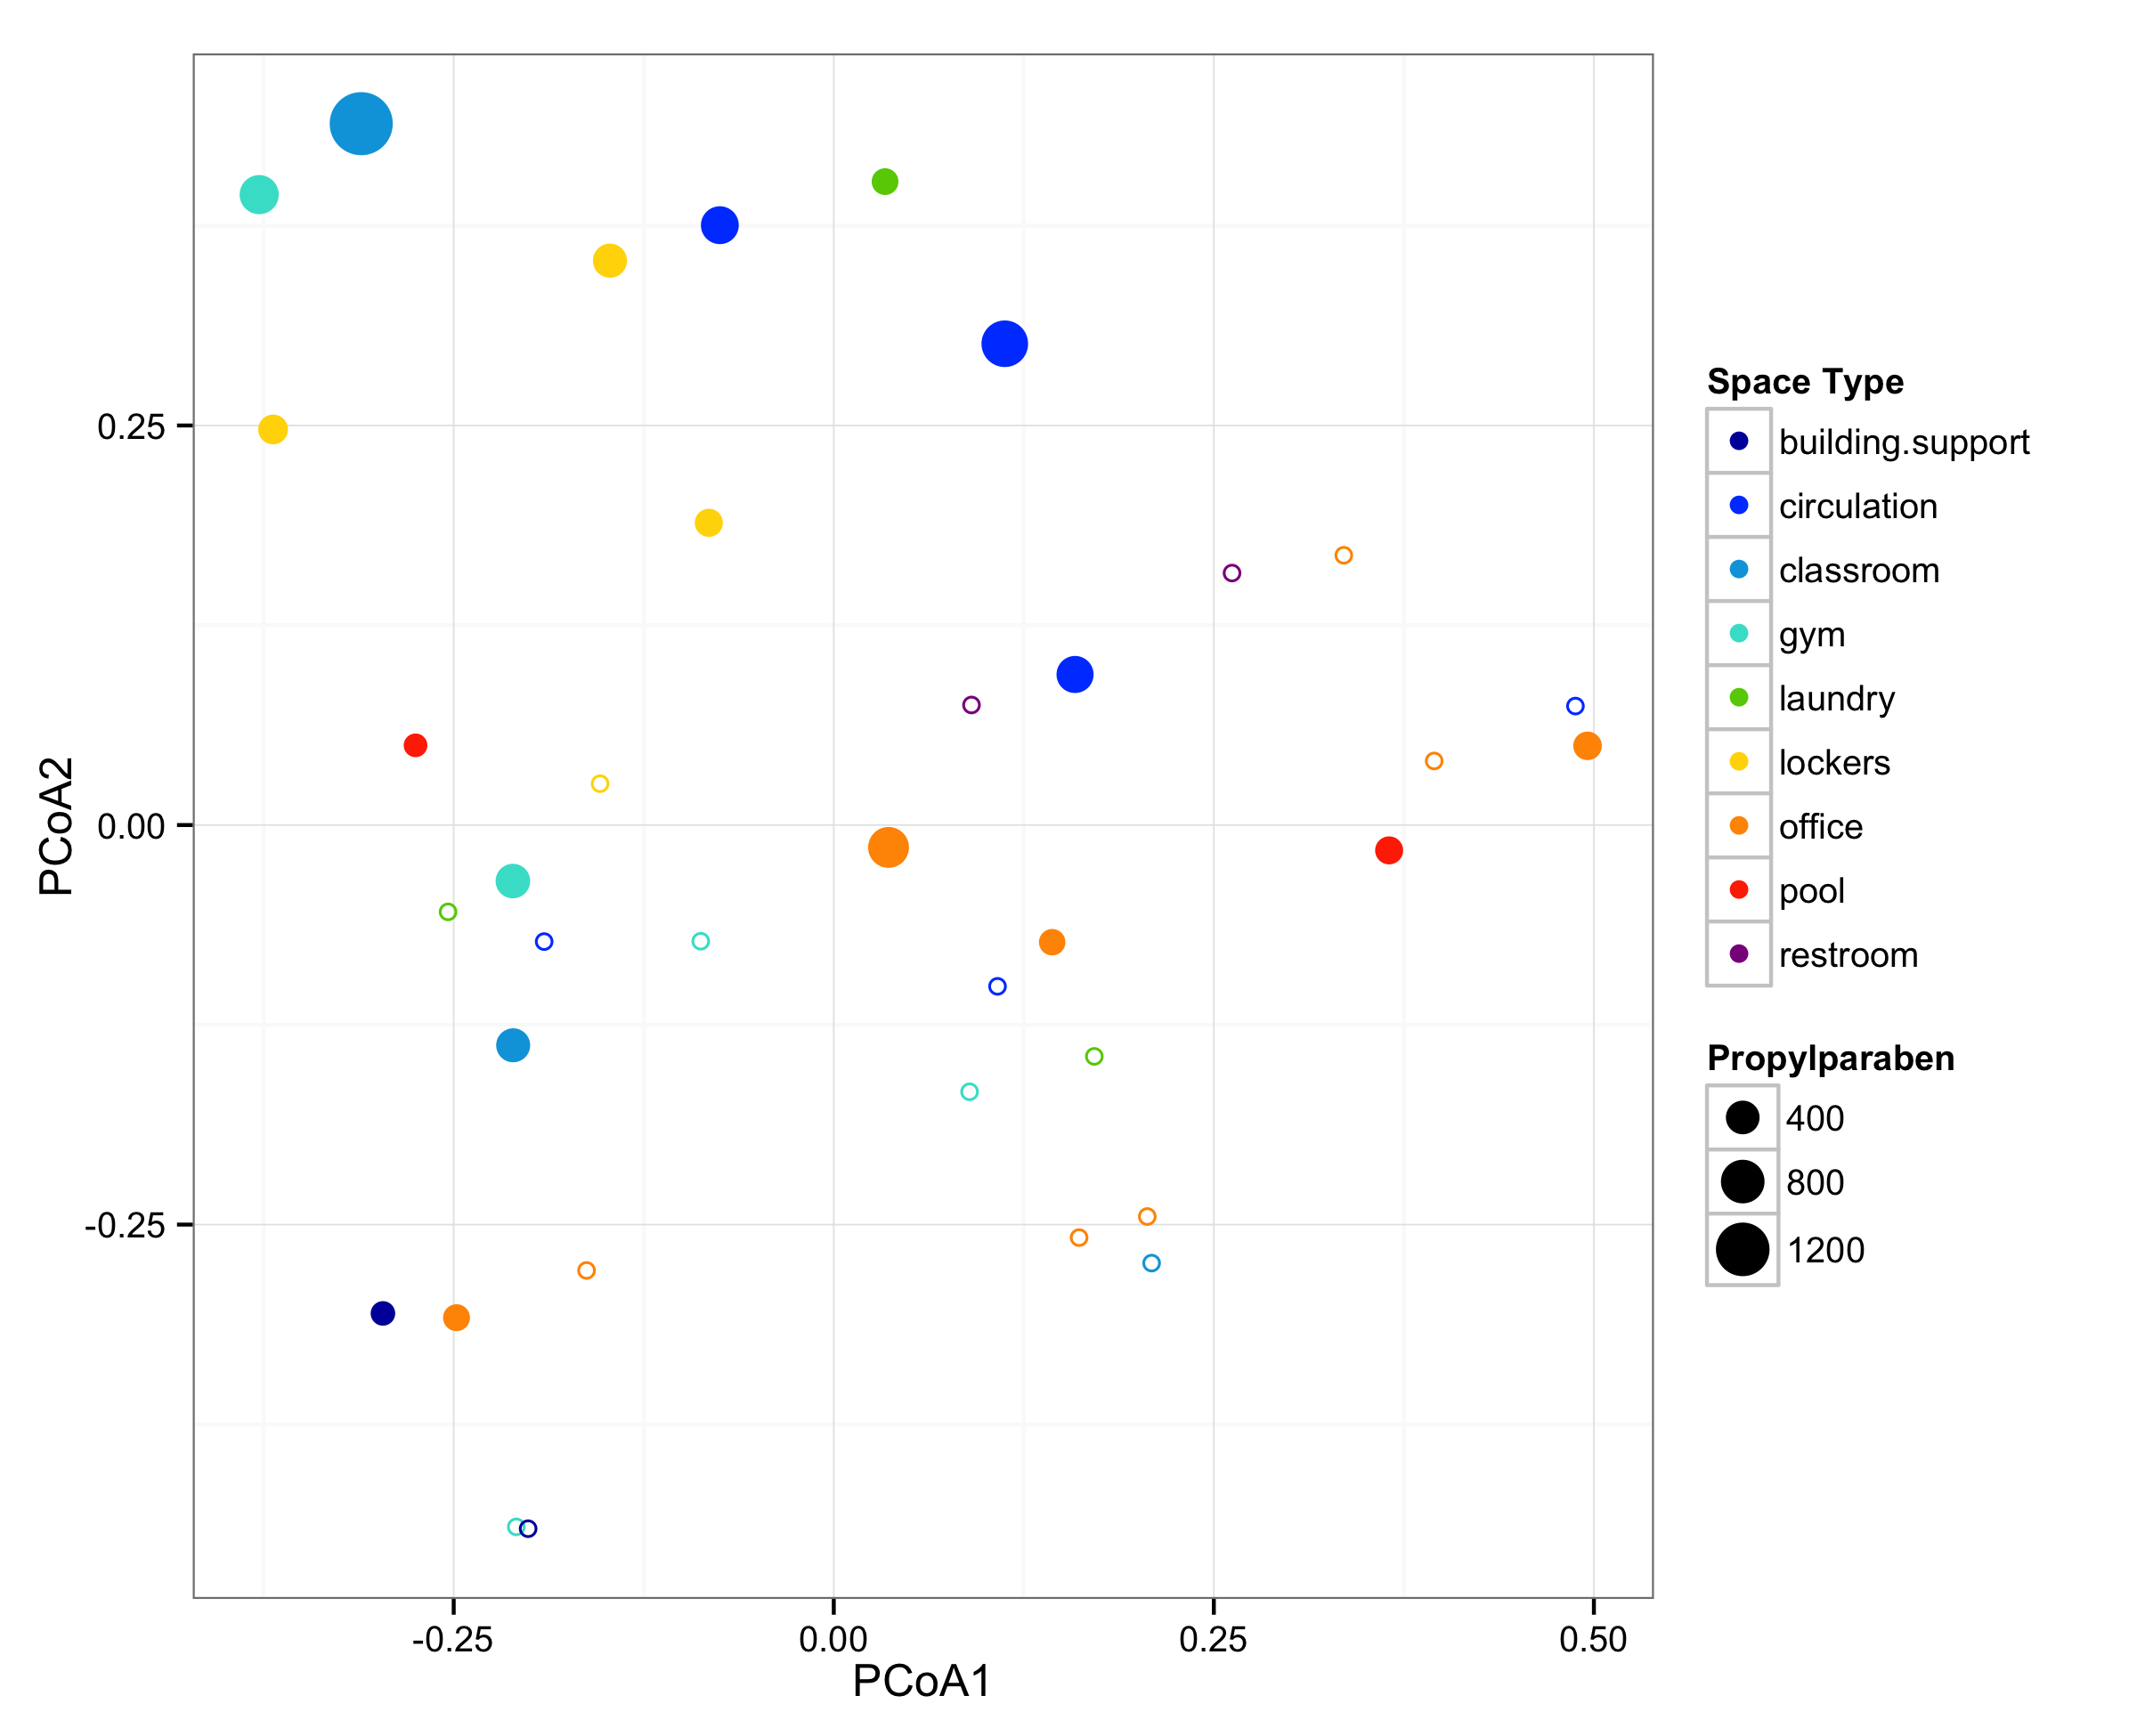 0.25
0.00
-0.25
PCoA2
-0.25
0.00
0.25
0.50
PCoA1
Space Type
building.support
circulation
classroom
gym
laundry
lockers
office
pool
restroom
Propylparaben
400
800
1200